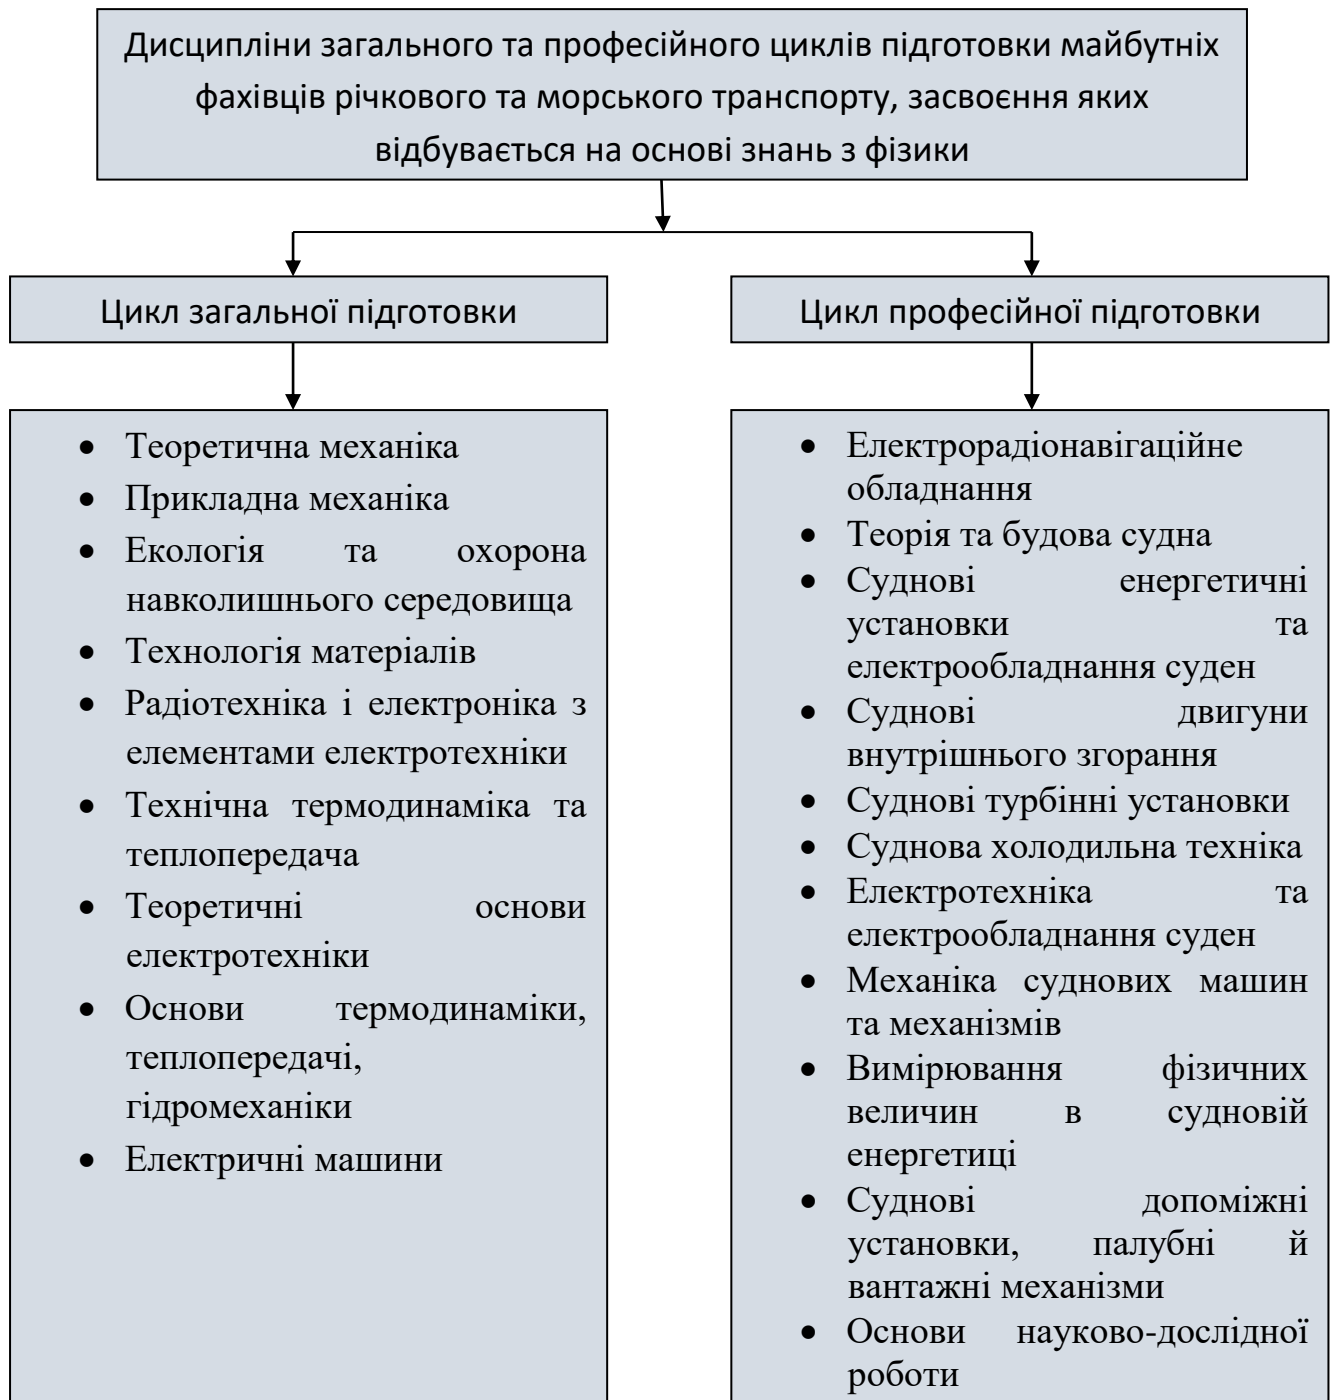 Дисципліни загального та професійного циклів підготовки майбутніх
фахівців річкового та морського транспорту, засвоєння яких
відбувається на основі знань з фізики
Цикл загальної підготовки
• Теоретична механіка
• Прикладна механіка
• Екологія та охорона
навколишнього середовища
• Технологія матеріалів
• Радіотехніка і електроніка з
елементами електротехніки
• Технічна термодинаміка та
теплопередача
• Теоретичні основи
електротехніки
• Основи термодинаміки,
теплопередачі,
гідромеханіки
• Електричні машини
Цикл професійної підготовки
• Електрорадіонавігаційне
обладнання
• Теорія та будова судна
• Суднові енергетичні
установки та
електрообладнання суден
• Суднові двигуни
внутрішнього згорання
• Суднові турбінні установки
• Суднова холодильна техніка
• Електротехніка та
електрообладнання суден
• Механіка суднових машин
та механізмів
• Вимірювання фізичних
величин в судновій
енергетиці
• Суднові допоміжні
установки, палубні й
вантажні механізми
• Основи науково-дослідної
роботи